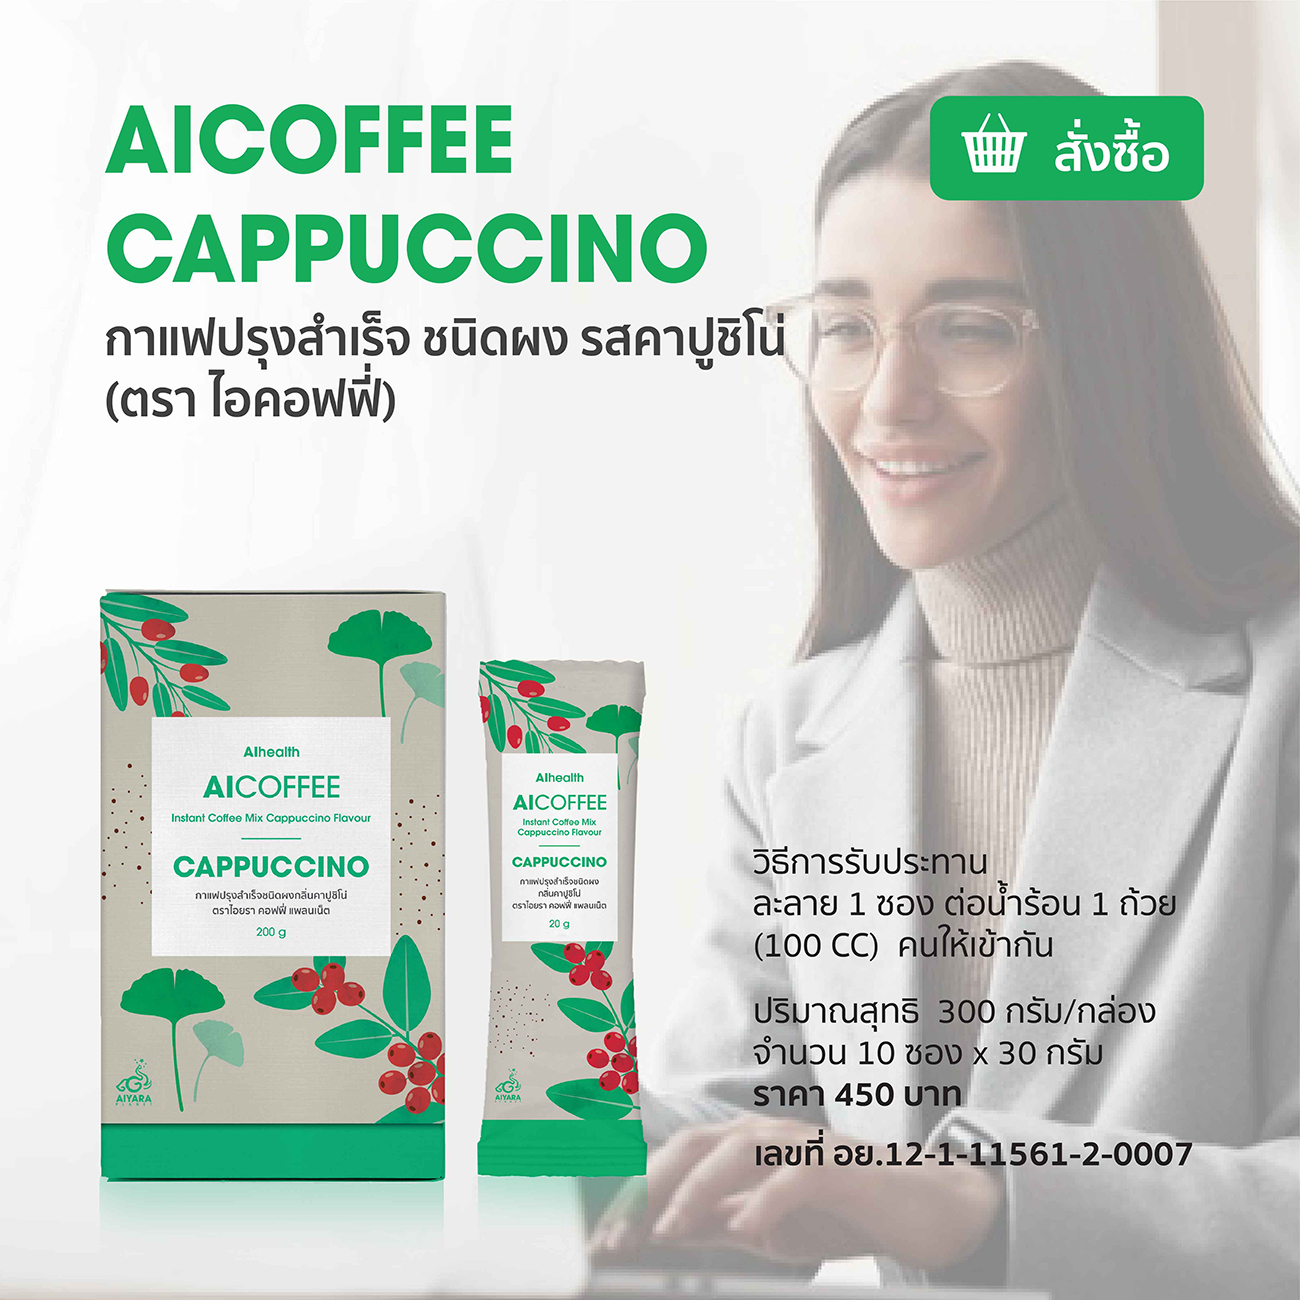 AICOFFEE
CAPPUCCINO
กาแฟปรุงสำเร็จ ชนิดผง รสคาปูชิโน่
(ตรา ไอคอฟฟี่)
สั่งซื้อ
AIhealth
AICOFFEE
Instant Coffee Mix Cappuccino Flavour
CAPPUCCINO
กาแฟปรุงสำเร็จชนิดผงกลิ่นคาปูชิโน่
ตราไอยรา คอฟฟี่ แพลนเน็ต
200 g
AIYARA
PLANET
AIhealth
AICOFFEE
Instant Coffee Mix
Cappuccino Flavour
CAPPUCCINO
กาแฟปรุงสำเร็จชนิดผง
กลิ่นคาปูชิโน่
ตราไอยรา คอฟฟี่ แพลนเน็ต
20 g
AIYARA
PLANET
วิธีการรับประทาน
ละลาย 1 ซอง ต่อน้ำร้อน 1 ถ้วย
(100 CC) คนให้เข้ากัน
ปริมาณสุทธิ 300 กรัม/กล่อง
จำนวน 10 ซอง x 30 กรัม
ราคา 450 บาท
เลขที่ อย.12-1-11561-2-0007